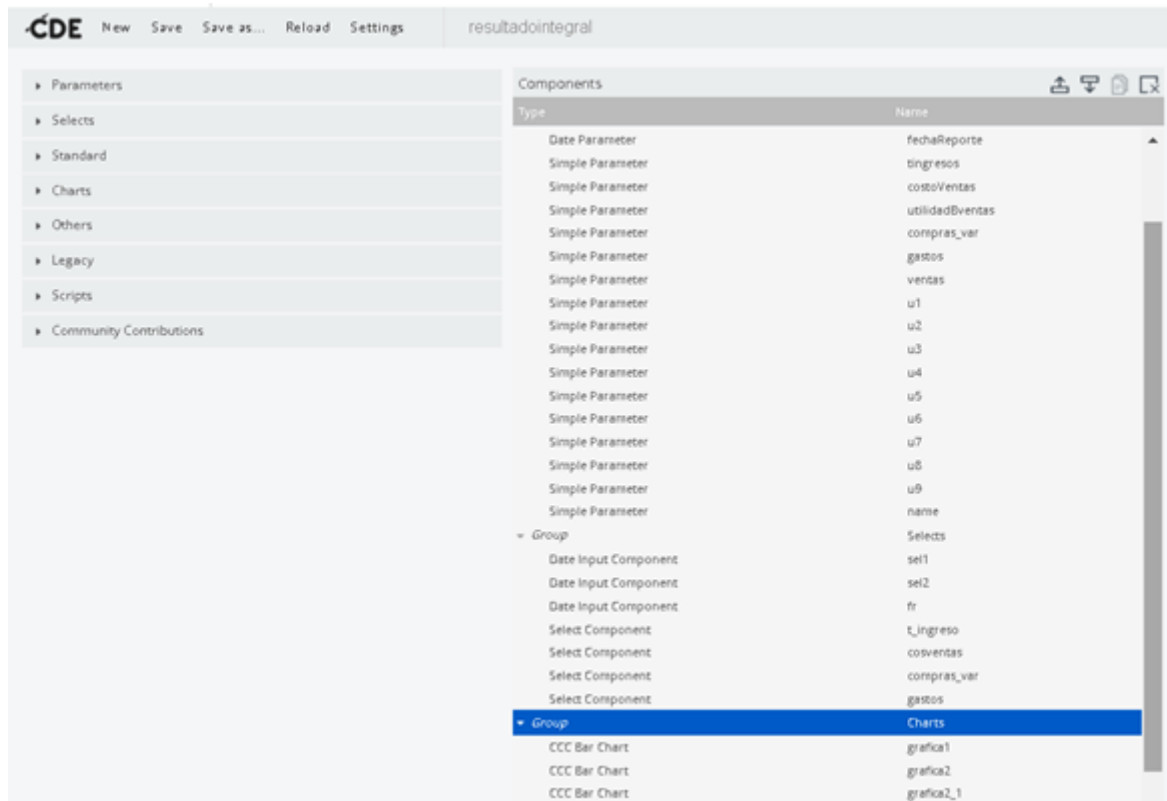 CDE New Save Save as... Reload Settings resultadointegral
Parameters
Selects
Standard
Charts
Others
Legacy
Scripts
Community Contributions
Components
Type Name
Date Parameter fechaReporte
Simple Parameter tingresos
Simple Parameter costoVentas
Simple Parameter utilidadBventas
Simple Parameter compras_var
Simple Parameter gastos
Simple Parameter ventas
Simple Parameter u1
Simple Parameter u2
Simple Parameter u3
Simple Parameter u4
Simple Parameter u5
Simple Parameter u6
Simple Parameter u7
Simple Parameter u8
Simple Parameter u9
Simple Parameter name
Group Selects
Date Input Component sel1
Date Input Component sel2
Date Input Component fr
Select Component t_ingreso
Select Component cosventas
Select Component compras_var
Select Component gastos
Group Charts
CCC Bar Chart grafica1
CCC Bar Chart grafica2
CCC Bar Chart grafica2_1